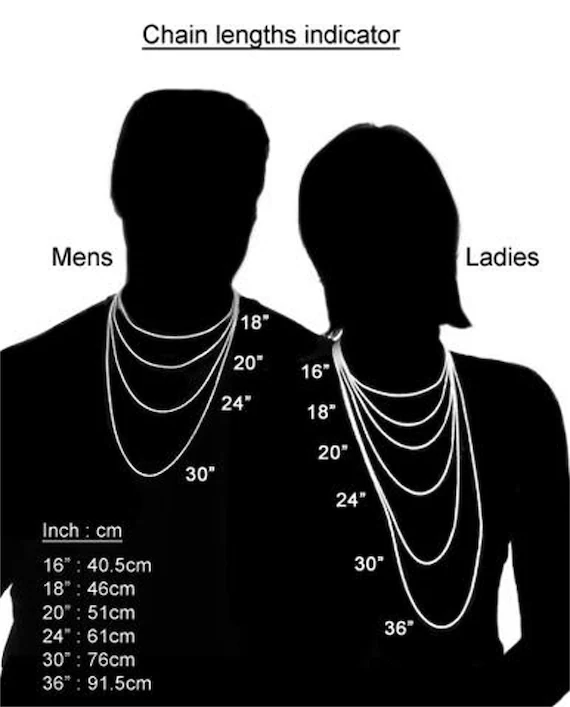 Chain lengths indicator
Mens
Ladies
18”
20”
24”
30”
16”
18”
20”
24”
30”
36”
Inch : cm
16” : 40.5cm
18” : 46cm
20” : 51cm
24” : 61cm
30” : 76cm
36” : 91.5cm